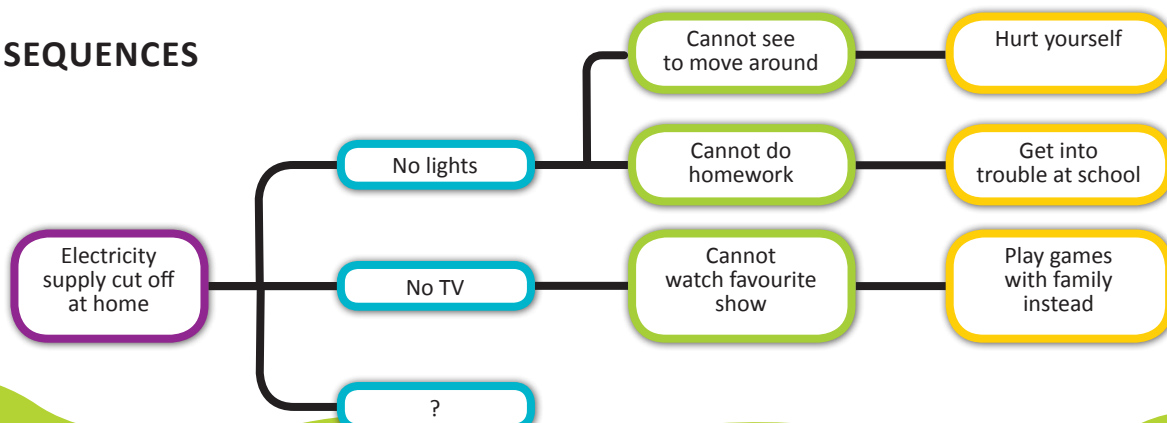 SEQUENCES
Cannot see
to move around
Hurt yourself
No lights
Cannot do
homework
Get into
trouble at school
Electricity
supply cut off
at home
No TV
Cannot
watch favourite
show
Play games
with family
instead
?